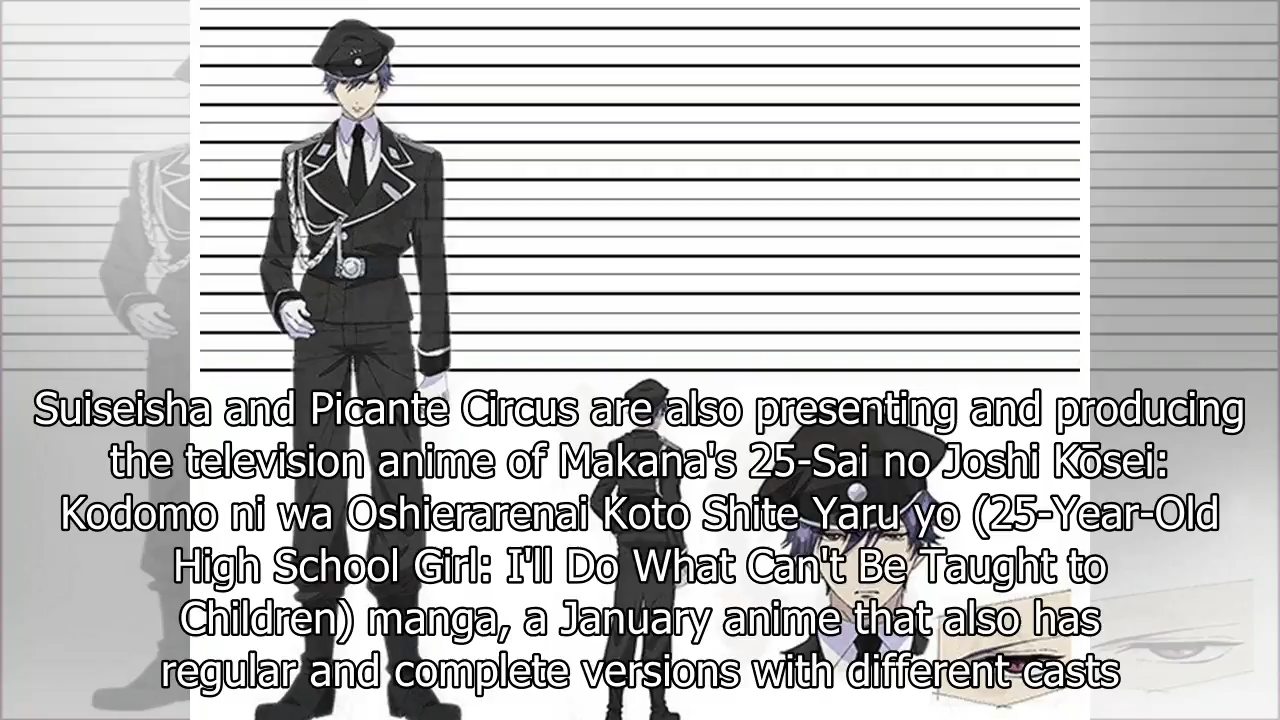 Suiseisha and Picante Circus are also presenting and producing
the television anime of Makana's 25-Sai no Joshi Kōsei:
Kodomo ni wa Oshierarenai Koto Shite Yaru yo (25-Year-Old
High School Girl: I'll Do What Can't Be Taught to
Children) manga, a January anime that also has
regular and complete versions with different casts